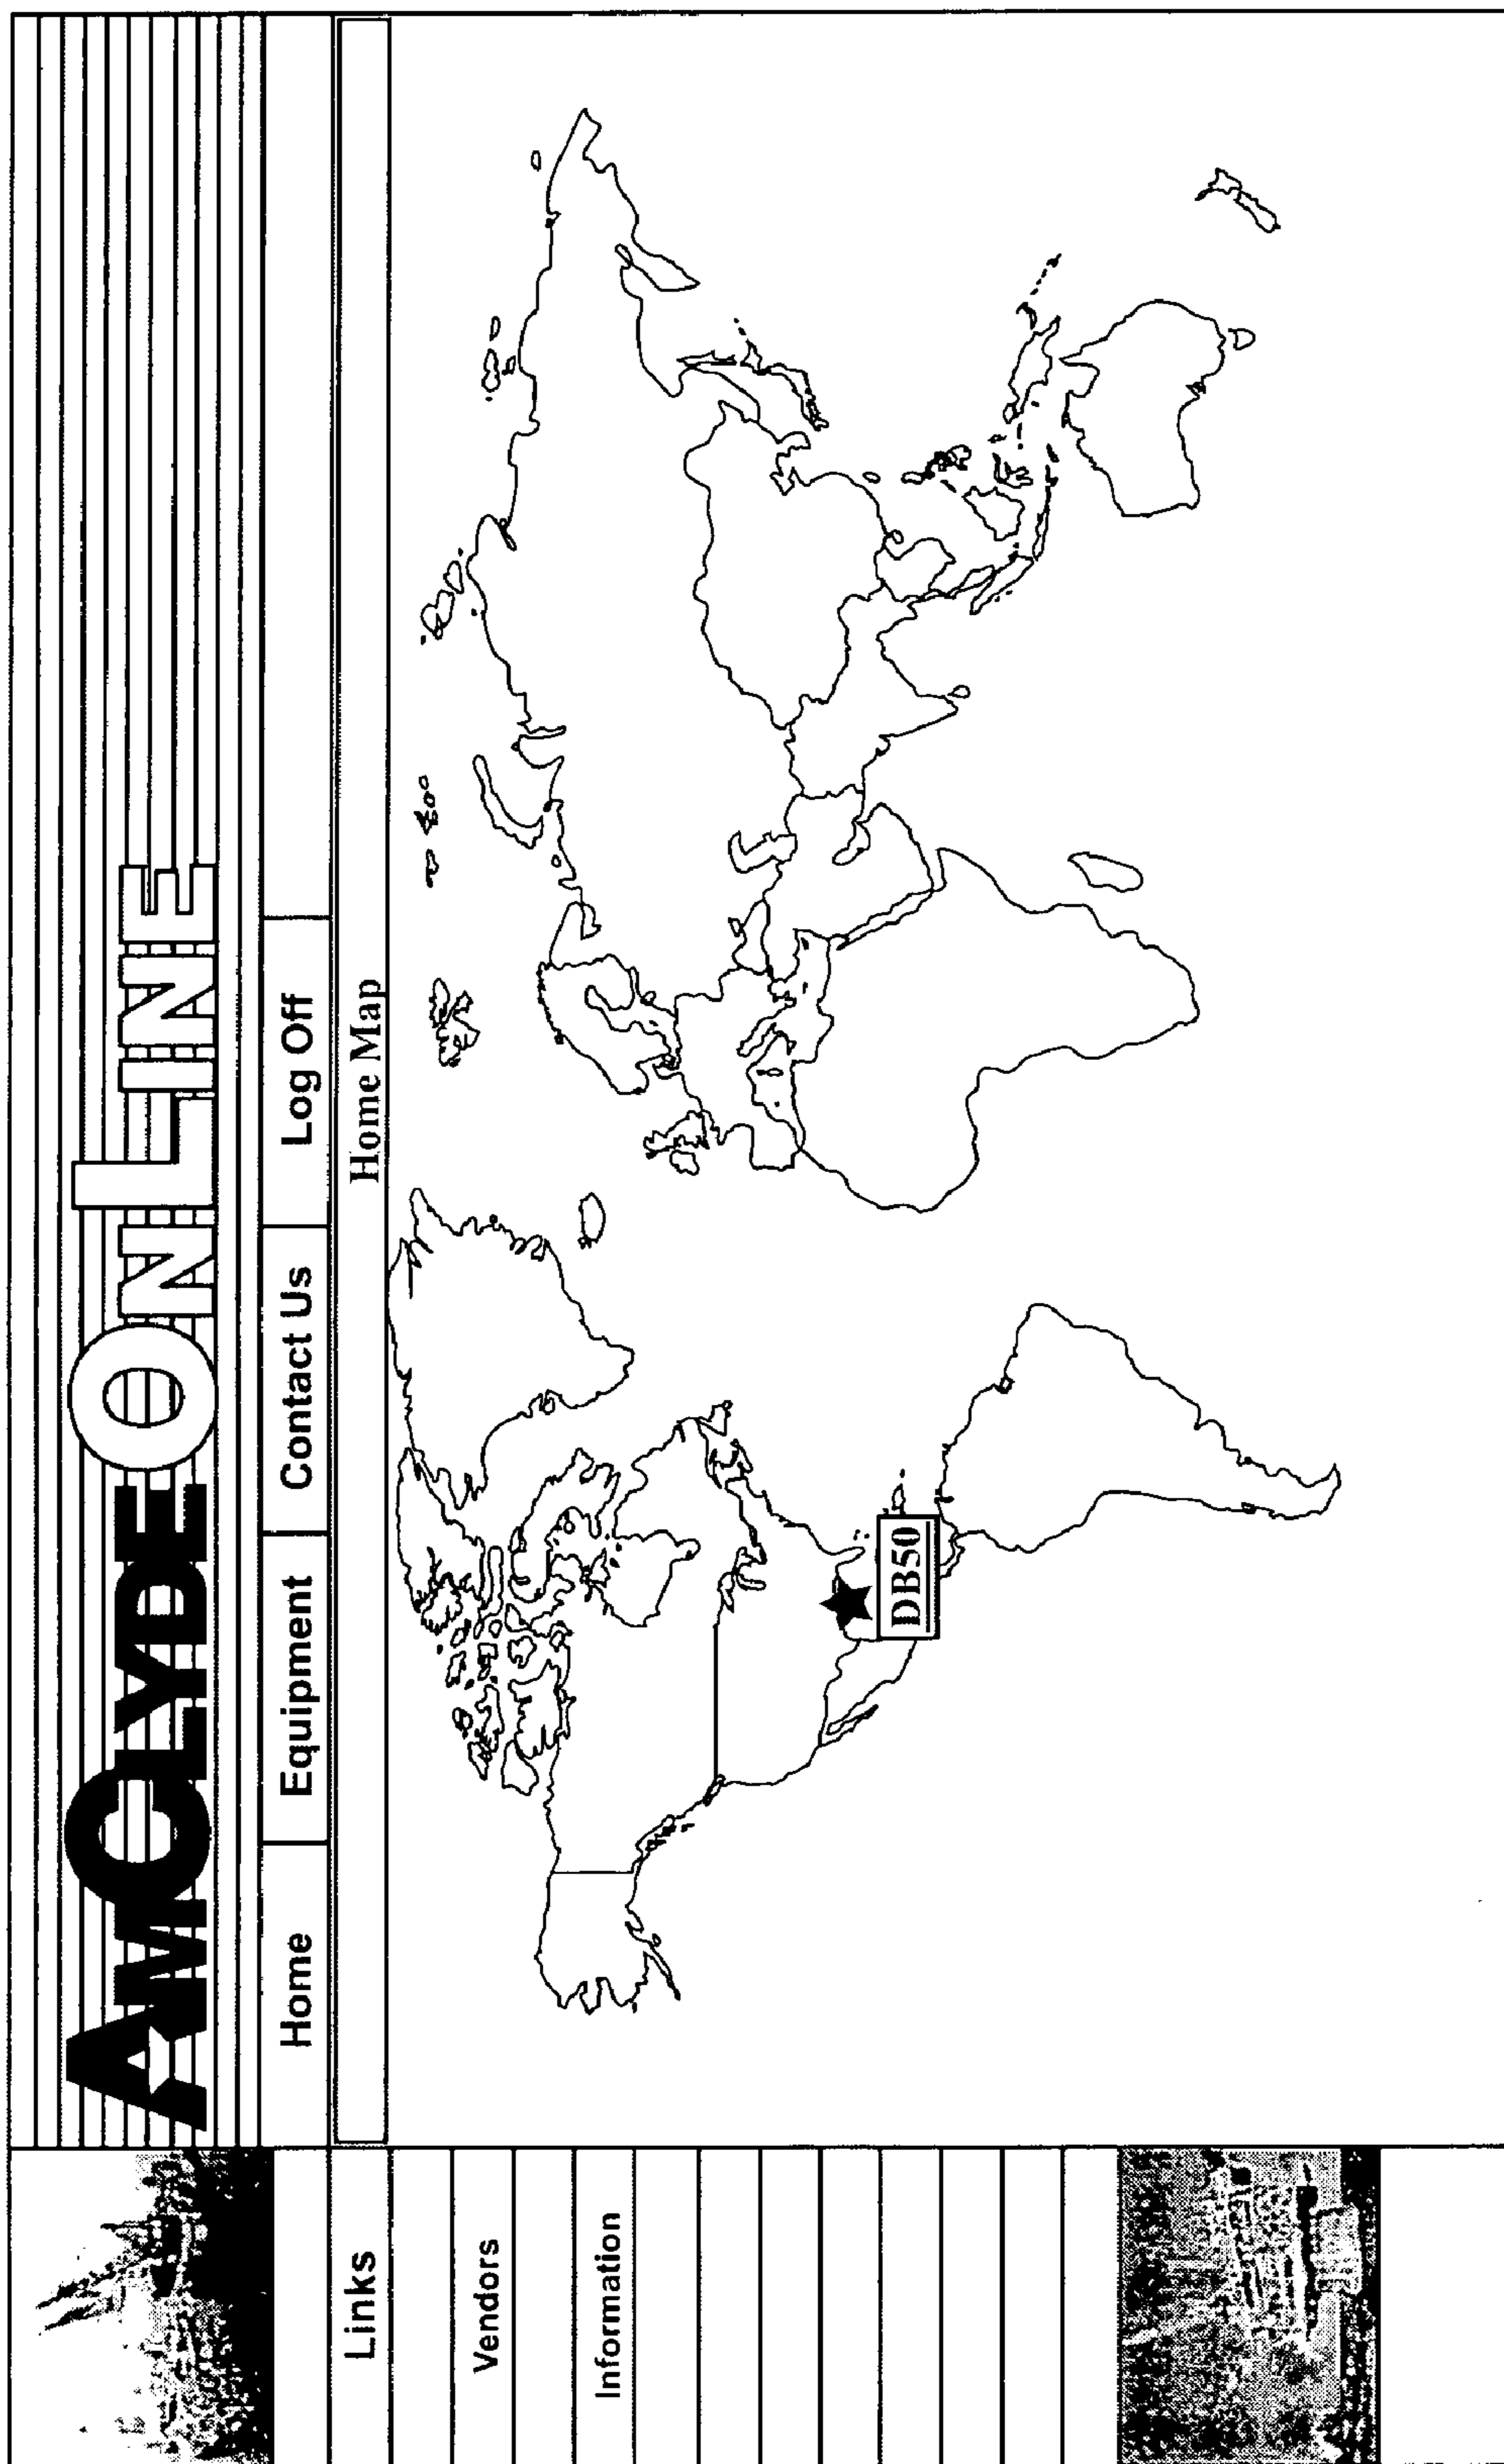 AMCLYDE ONLINE
Home Equipment Contact Us Log Off
Links
Home Map
Vendors
Information
DB50